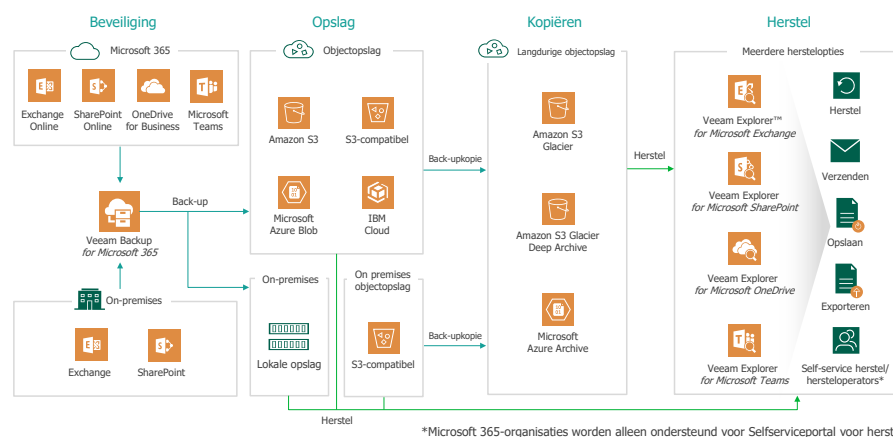 Beveiliging
Opslag
Kopiëren
Herstel
Microsoft 365
Exchange
Online
SharePoint
Online
OneDrive
for Business
Microsoft
Teams
Veeam Backup
for Microsoft 365
On-premises
Exchange
SharePoint
Back-up
Objectopslag
Amazon S3
S3-compatibel
Microsoft
Azure Blob
IBM
Cloud
On-premises
Lokale opslag
On premises
objectopslag
S3-compatibel
Back-upkopie
Back-upkopie
Langdurige objectopslag
Amazon S3
Glacier
Amazon S3 Glacier
Deep Archive
Microsoft
Azure Archive
Herstel
Herstel
Meerdere herstelopties
Veeam Explorer™
for Microsoft Exchange
Veeam Explorer
for Microsoft SharePoint
Veeam Explorer
for Microsoft OneDrive
Veeam Explorer
for Microsoft Teams
Herstel
Verzenden
Opslaan
Exporteren
Self-service herstel/
hersteloperators*
*Microsoft 365-organisaties worden alleen ondersteund voor Selfserviceportal voor herst